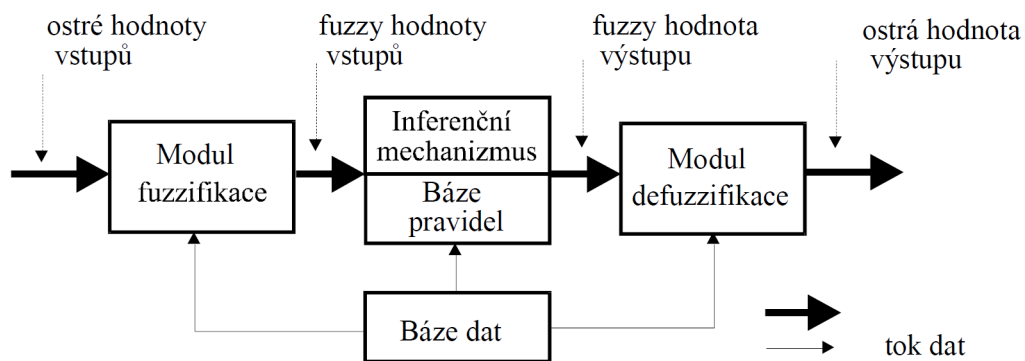 ostré hodnoty
vstupů
fuzzy hodnoty
vstupů
fuzzy hodnota
výstupu
ostrá hodnota
výstupu
Modul
fuzzifikace
Inferenční
mechanizmus
Báze
pravidel
Modul
defuzzifikace
Báze dat
tok dat